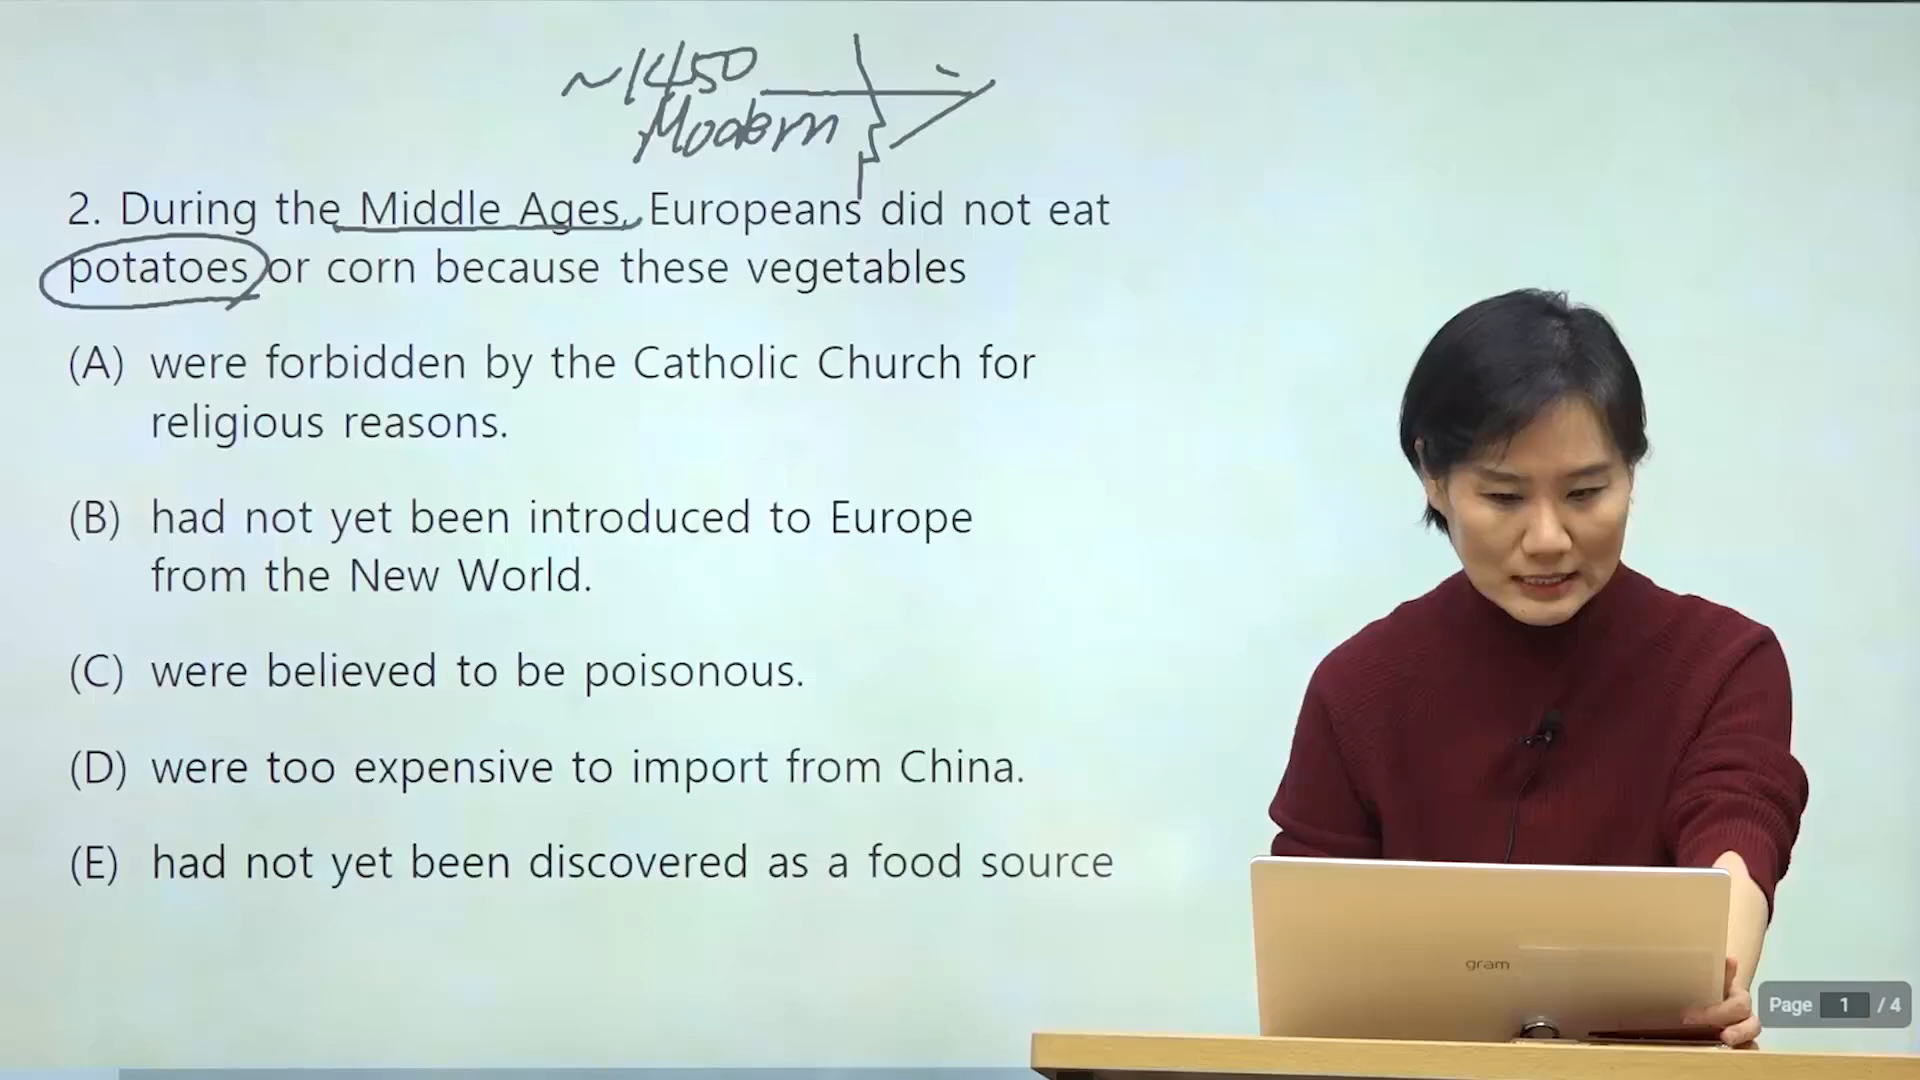 ~1450
Modern
2. During the Middle Ages, Europeans did not eat
potatoes or corn because these vegetables
(A) were forbidden by the Catholic Church for
religious reasons.
(B) had not yet been introduced to Europe
from the New World.
(C) were believed to be poisonous.
(D) were too expensive to import from China.
(E) had not yet been discovered as a food source
gram
Page 1 / 4